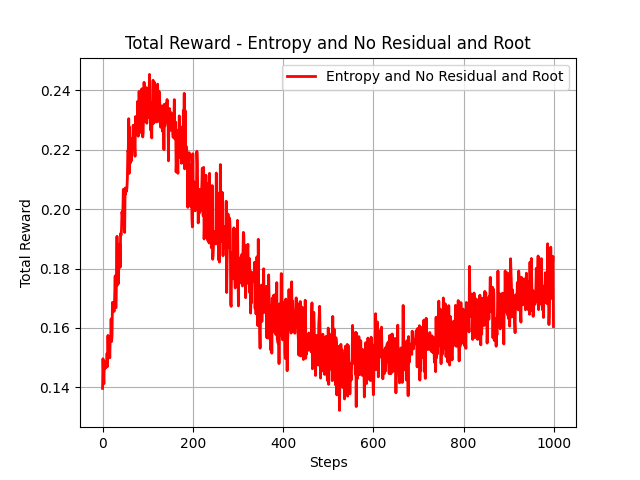 Total Reward - Entropy and No Residual and Root
Entropy and No Residual and Root
Total Reward
0.24
0.22
0.20
0.18
0.16
0.14
0 200 400 600 800 1000
Steps